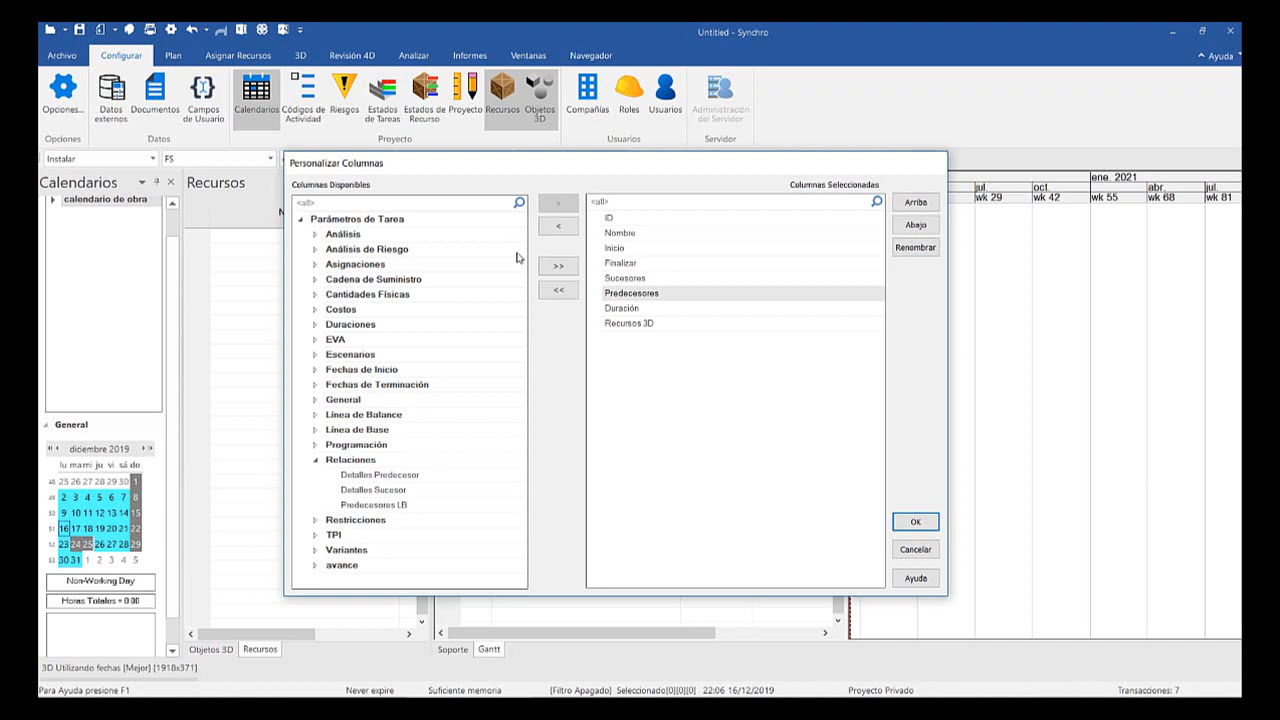 Untitled - Synchro
Archivo Configurar Plan Asignar Recursos 3D Revisión 4D Analizar Informes Ventanas Navegador Ayuda
Opciones... Datos externos Documentos Campos de Usuario Calendarios Códigos de Actividad Riesgos Estados de Tareas Estados de Recurso Proyecto Recursos Objetos 3D Compañías Roles Usuarios Administración del Servidor
Opciones Datos Proyecto Usuarios Servidor
Instalar FS
Calendarios
calendario de obra
Recursos
N
Personalizar Columnas
Columnas Disponibles
<all>
Parámetros de Tarea
Análisis
Análisis de Riesgo
Asignaciones
Cadena de Suministro
Cantidades Físicas
Costos
Duraciones
EVA
Escenarios
Fechas de Inicio
Fechas de Terminación
General
Línea de Balance
Línea de Base
Programación
Relaciones
Detalles Predecesor
Detalles Sucesor
Predecesores LB
Restricciones
TPI
Variantes
avance
>
<
>>
<<
Columnas Seleccionadas
<all>
ID
Nombre
Inicio
Finalizar
Sucesores
Predecesores
Duración
Recursos 3D
Arriba
Abajo
Renombrar
OK
Cancelar
Ayuda
ene. 2021
jul. oct. abr. jul.
wk 29 wk 42 wk 55 wk 68 wk 81
General
diciembre 2019
lu ma mi ju vi sá do
48 25 26 27 28 29 30 1
49 2 3 4 5 6 7 8
50 9 10 11 12 13 14 15
51 16 17 18 19 20 21 22
52 23 24 25 26 27 28 29
53 30 31 1 2 3 4 5
Non-Working Day
Horas Totales = 0.00
Objetos 3D Recursos
Soporte Gantt
3D Utilizando fechas [Mejor] [1918x371]
Para Ayuda presione F1 Never expire Suficiente memoria [Filtro Apagado] Seleccionado[0][0][0] 22:06 16/12/2019 Proyecto Privado Transacciones: 7